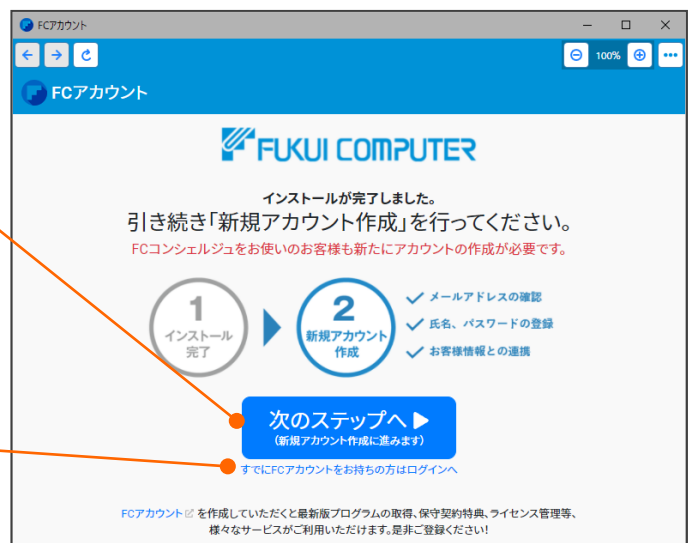 FCアカウント
100%
FCアカウント
FUKUI COMPUTER
インストールが完了しました。
引き続き「新規アカウント作成」を行ってください。
FCコンシェルジュをお使いのお客様も新たにアカウントの作成が必要です。
1
インストール
完了
2
新規アカウント
作成
メールアドレスの確認
氏名、パスワードの登録
お客様情報との連携
次のステップへ
(新規アカウント作成に進みます)
すでにFCアカウントをお持ちの方はログインへ
FCアカウント を作成していただくと最新版プログラムの取得、保守契約特典、ライセンス管理等、
様々なサービスがご利用いただけます。是非ご登録ください!